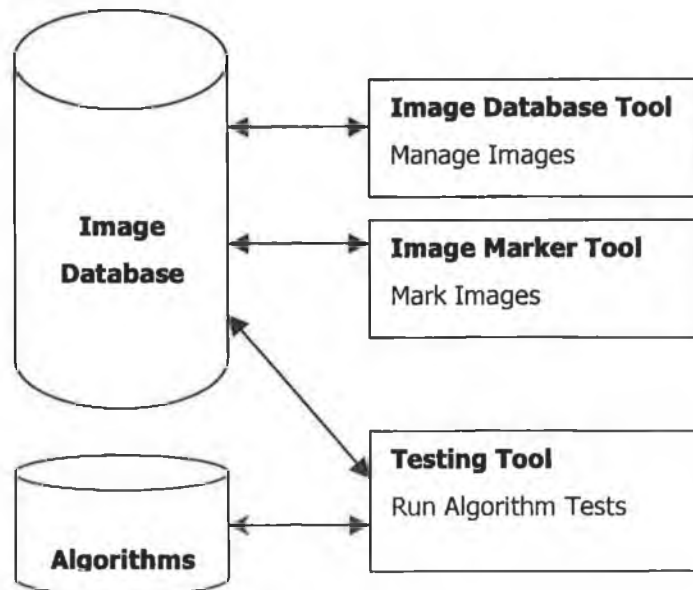 Image
Database
Image Database Tool
Manage Images
Image Marker Tool
Mark Images
Testing Tool
Run Algorithm Tests
Algorithms